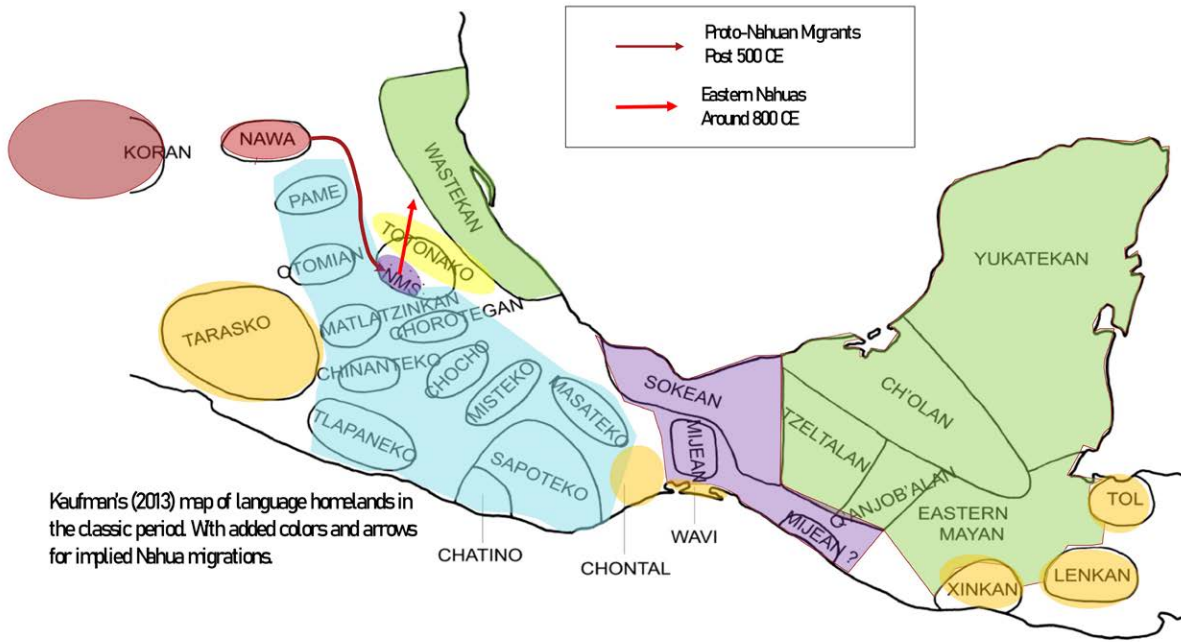 Proto-Nahuan Migrants
Post 500 CE
Eastern Nahuas
Around 800 CE
KORAN
NAWA
PAME
OTOMIAN
WASTEKAN
TOTONAKO
NMS
TARASKO
MATLATZINKAN
CHOROTEGAN
CHINANTEKO
CHOCHO
MISTEKO
MASATEKO
TLAPANEKO
SAPOTEKO
CHATINO
CHONTAL
WAVI
SOKEAN
MIJEAN
MIJEAN ?
YUKATEKAN
CH'OLAN
TZELTALAN
QANJOB'ALAN
EASTERN
MAYAN
TOL
LENKAN
XINKAN
Kaufman's (2013) map of language homelands in
the classic period. With added colors and arrows
for implied Nahua migrations.